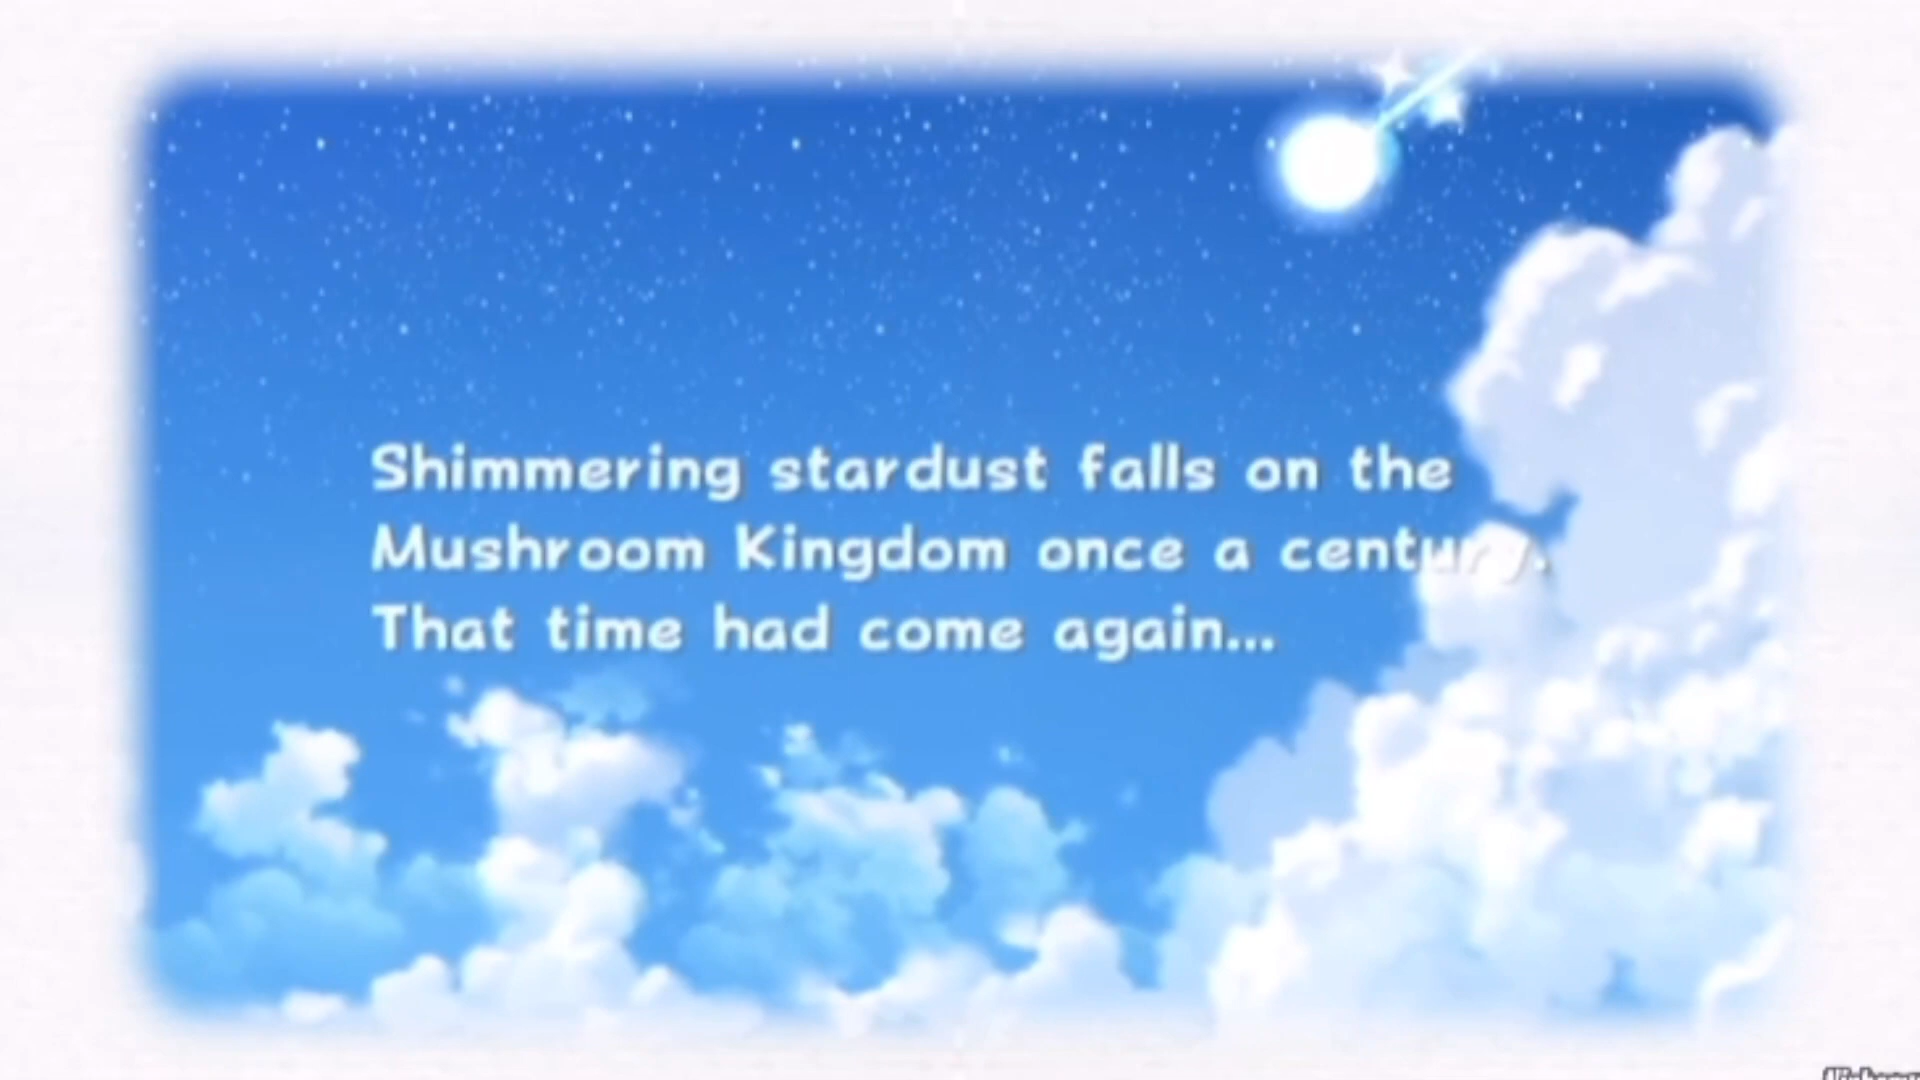 Shimmering stardust falls on the
Mushroom Kingdom once a century.
That time had come again...